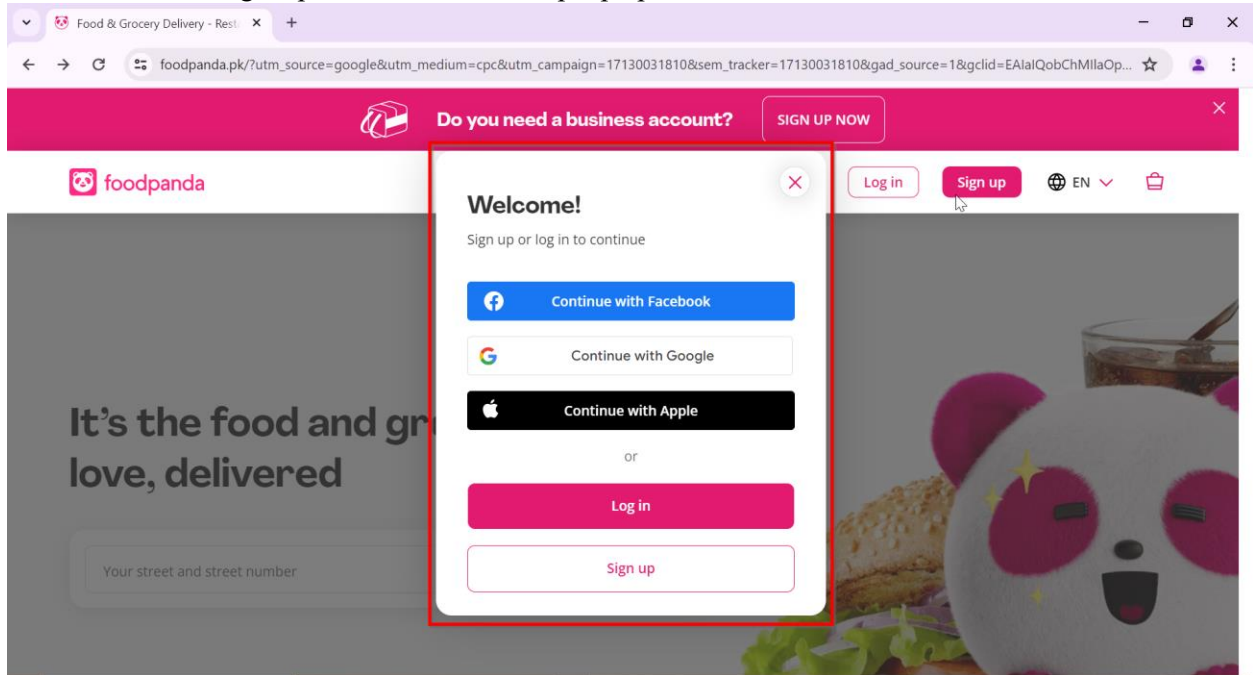 Food & Grocery Delivery - Rest
foodpanda.pk/?utm_source=google&utm_medium=cpc&utm_campaign=17130031810&sem_tracker=17130031810&gad_source=1&gclid=EAIaIQobChMIlaOp...
Do you need a business account?
SIGN UP NOW
foodpanda
Log in
Sign up
EN
Welcome!
Sign up or log in to continue
Continue with Facebook
Continue with Google
Continue with Apple
or
Log in
Sign up
It's the food and gr
love, delivered
Your street and street number